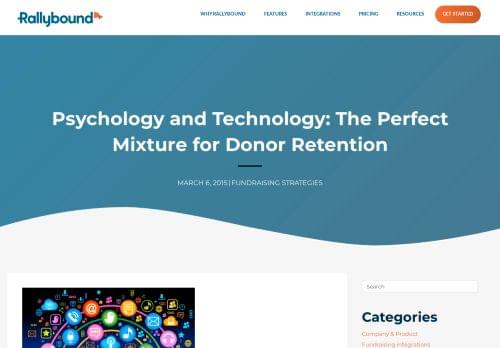 Rallybound
WHY RALLYBOUND
FEATURES
INTEGRATIONS
PRICING
RESOURCES
GET STARTED
Psychology and Technology: The Perfect
Mixture for Donor Retention
MARCH 6, 2015 | FUNDRAISING STRATEGIES
Search
Categories
Company & Product
Fundraising Integrations